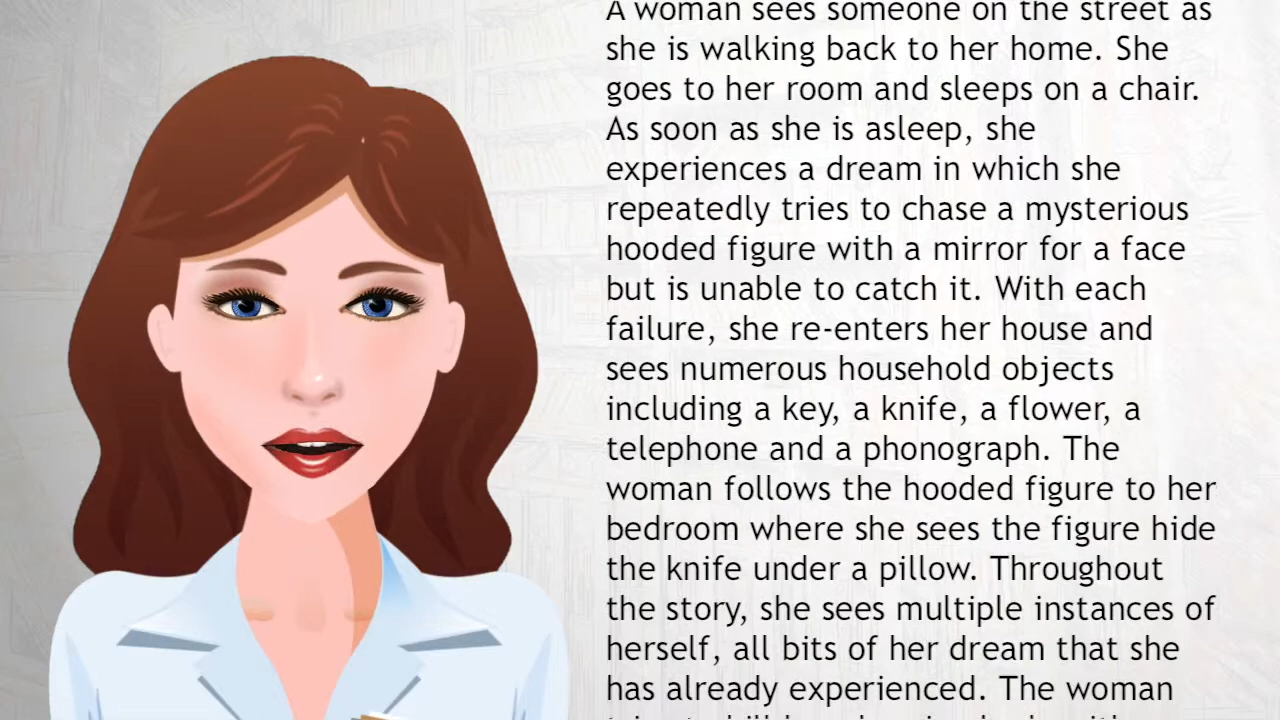 A woman sees someone on the street as
she is walking back to her home. She
goes to her room and sleeps on a chair.
As soon as she is asleep, she
experiences a dream in which she
repeatedly tries to chase a mysterious
hooded figure with a mirror for a face
but is unable to catch it. With each
failure, she re-enters her house and
sees numerous household objects
including a key, a knife, a flower, a
telephone and a phonograph. The
woman follows the hooded figure to her
bedroom where she sees the figure hide
the knife under a pillow. Throughout
the story, she sees multiple instances of
herself, all bits of her dream that she
has already experienced. The woman